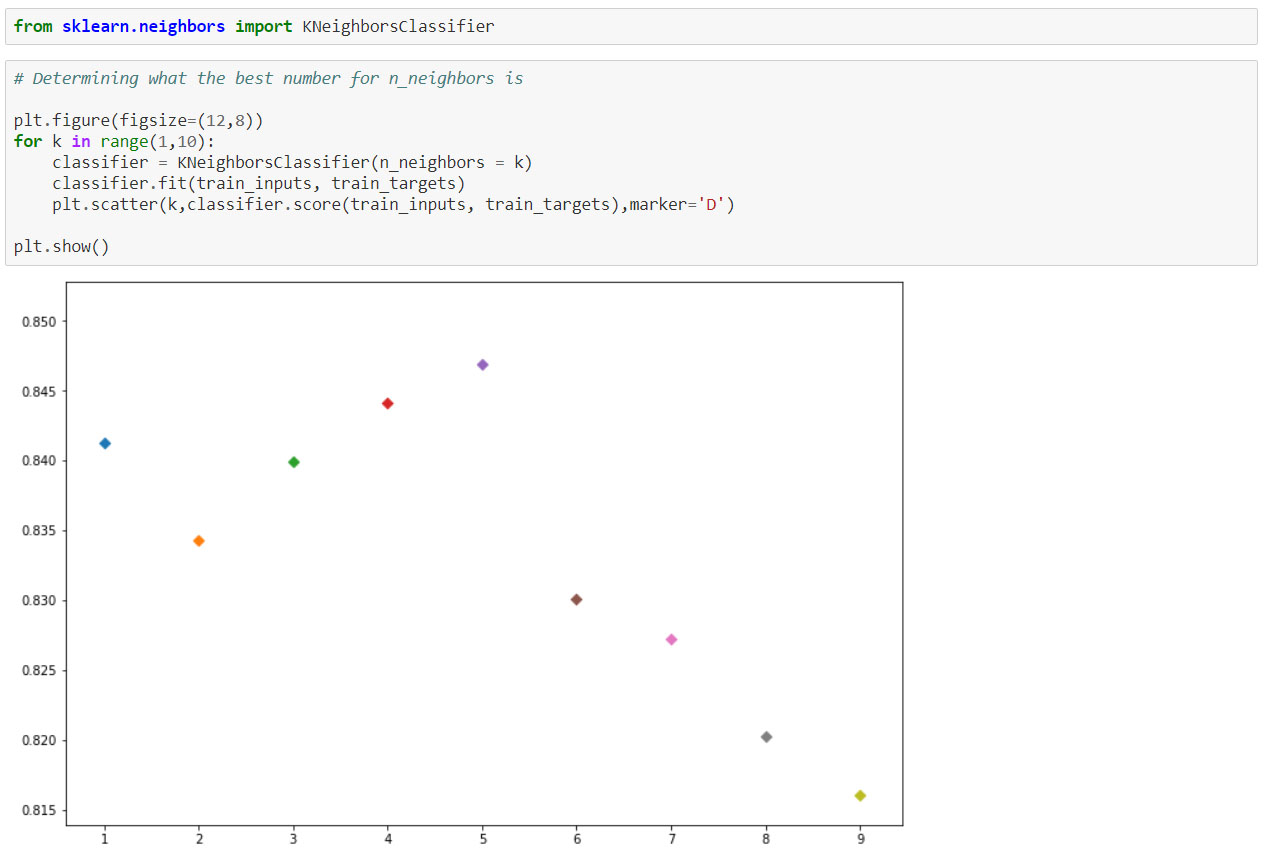 from sklearn.neighbors import KNeighborsClassifier
# Determining what the best number for n_neighbors is
plt.figure(figsize=(12,8))
for k in range(1,10):
    classifier = KNeighborsClassifier(n_neighbors = k)
    classifier.fit(train_inputs, train_targets)
    plt.scatter(k,classifier.score(train_inputs, train_targets),marker='D')
plt.show()
0.850
0.845
0.840
0.835
0.830
0.825
0.820
0.815
1 2 3 4 5 6 7 8 9